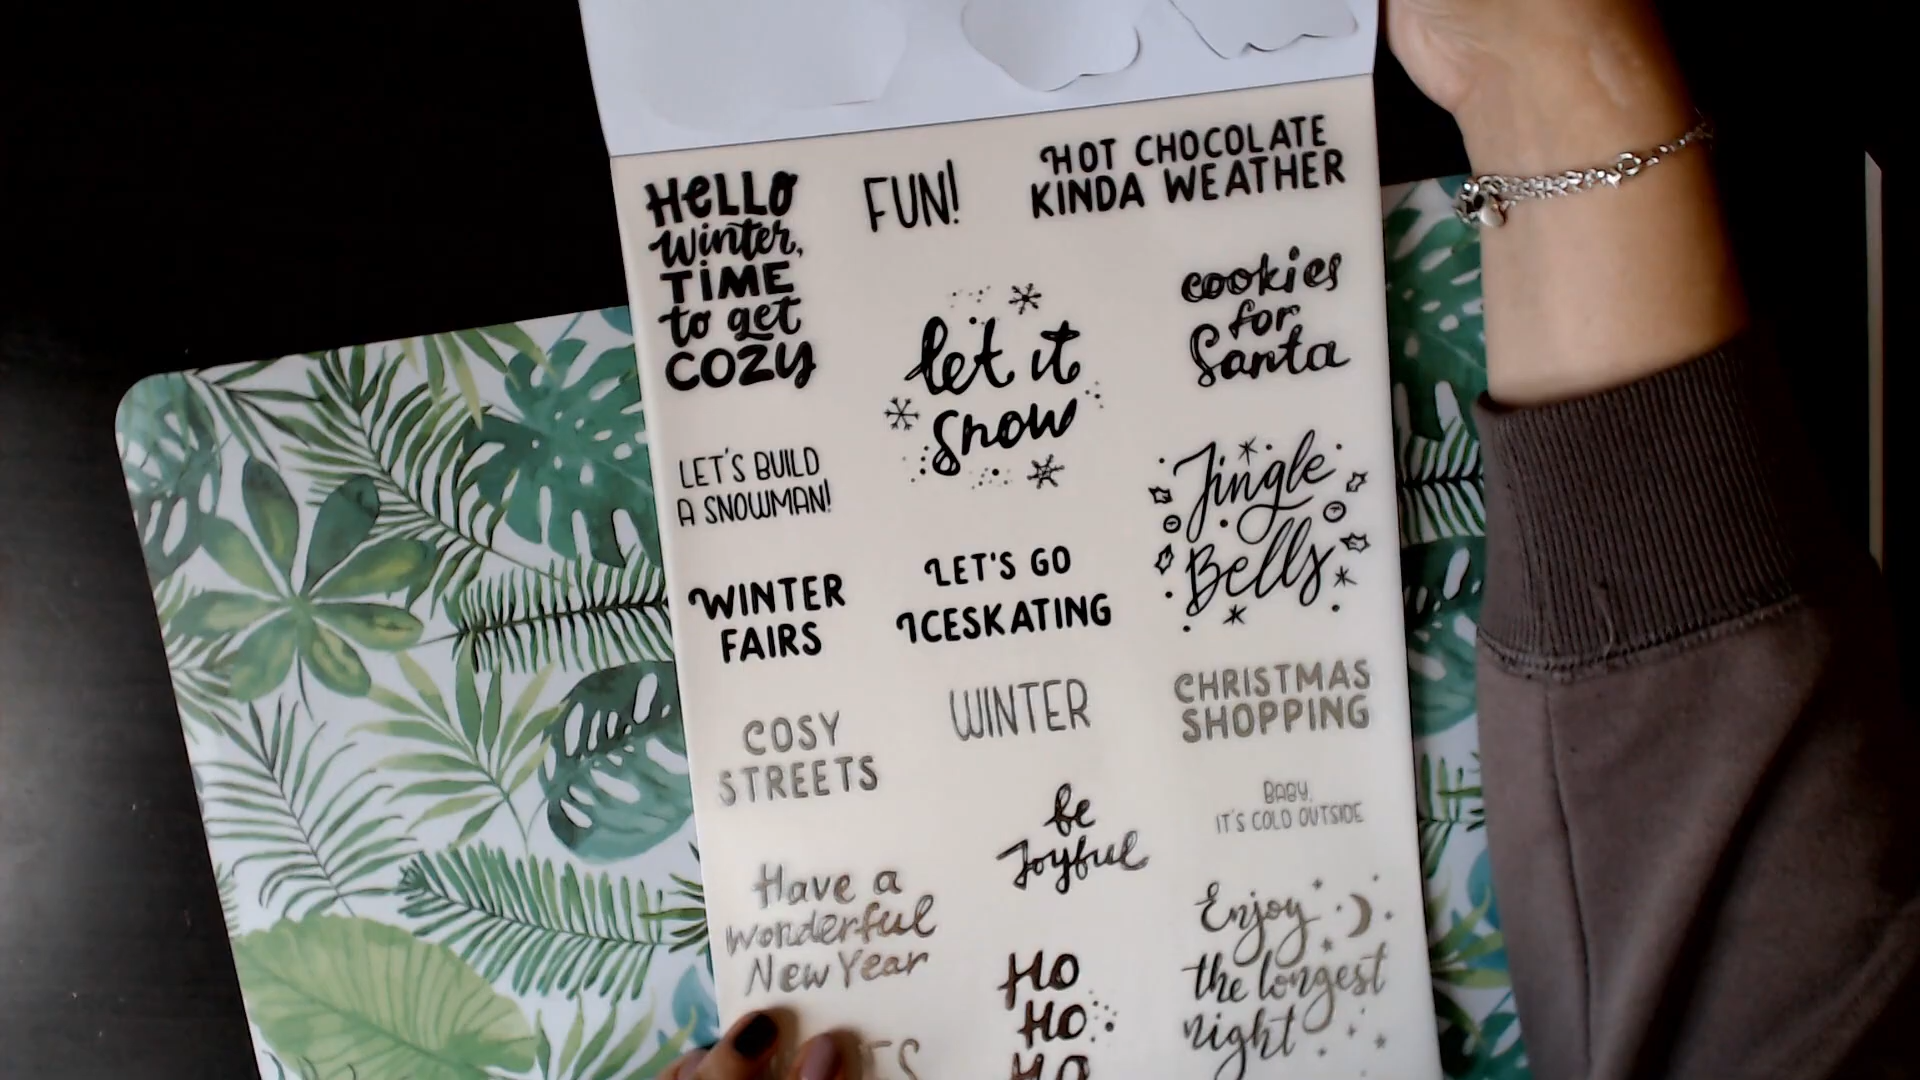 HELLO
winter,
TIME
to get
COZY
FUN!
HOT CHOCOLATE
KINDA WEATHER
let it
snow
cookies
for
Santa
LET'S BUILD
A SNOWMAN!
Jingle
Bells
WINTER
FAIRS
LET'S GO
ICESKATING
COSY
STREETS
WINTER
CHRISTMAS
SHOPPING
be
Joyful
BABY,
IT'S COLD OUTSIDE
Have a
wonderful
New Year
HO
HO
HO
Enjoy
the longest
night